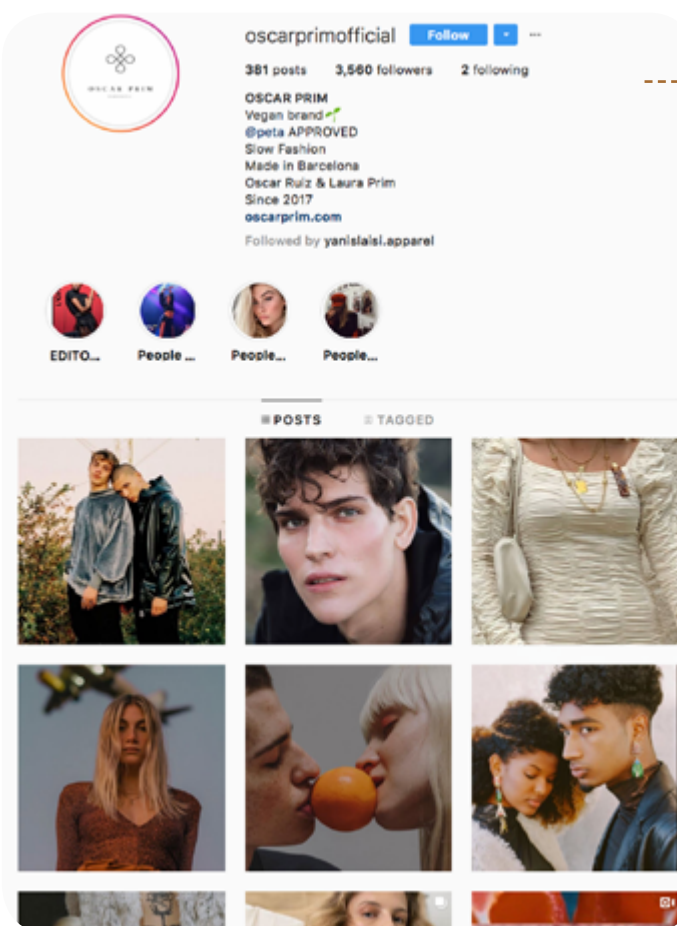 oscarprimofficial Follow
381 posts 3,560 followers 2 following
OSCAR PRIM
Vegan brand🌱
@peta APPROVED
Slow Fashion
Made in Barcelona
Oscar Ruiz & Laura Prim
Since 2017
oscarprim.com
Followed by yanislaisi.apparel
OSCAR PRIM
EDITO... People ... People... People...
POSTS TAGGED